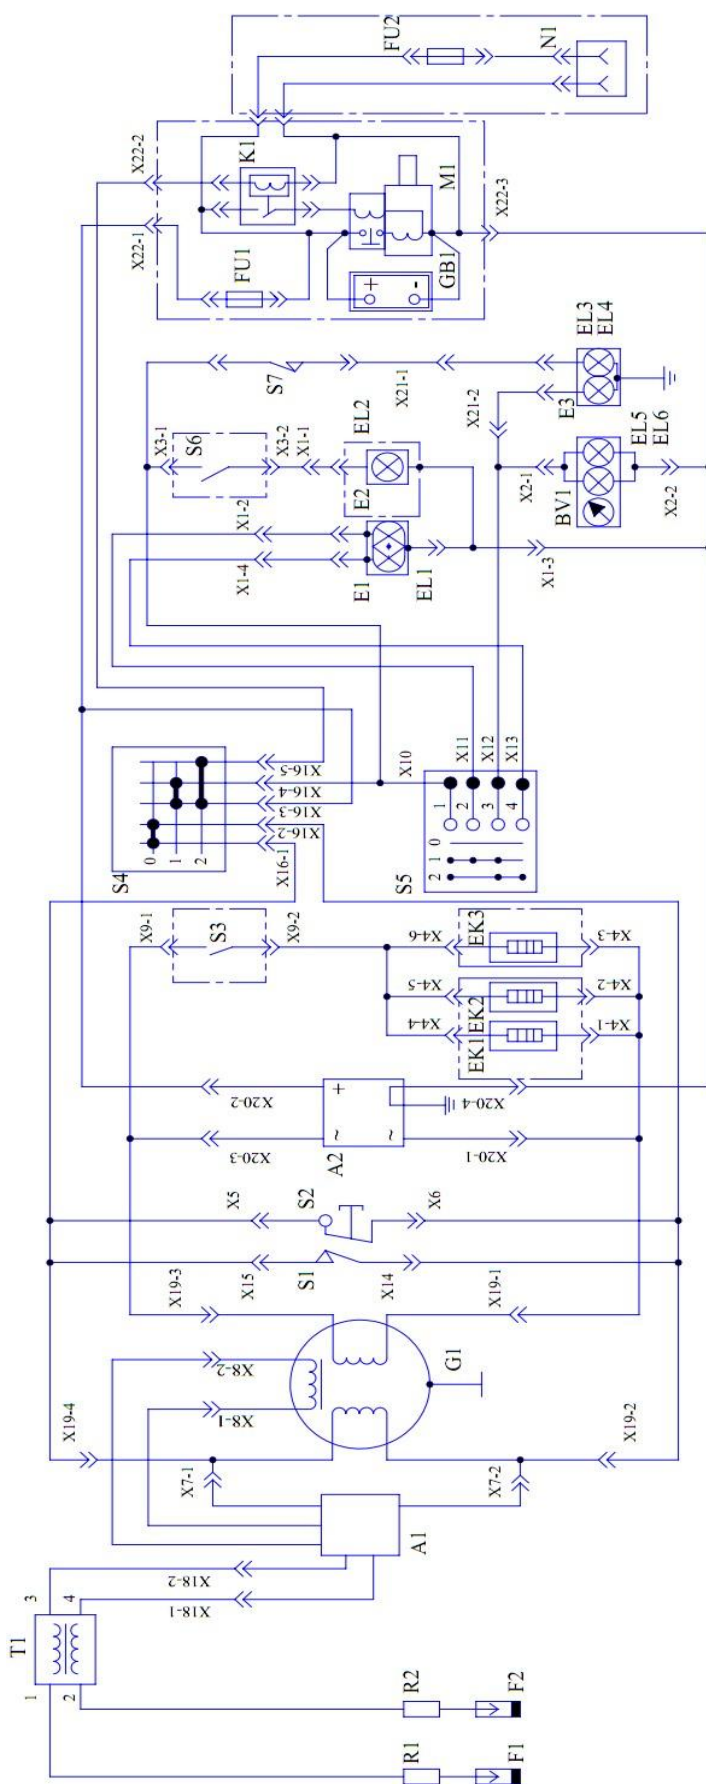 FU2
N1
X22-2
K1
M1
X22-3
X22-1
FU1
GB1
+
-
S7
X21-1
EL3
EL4
E3
X21-2
X3-1
S6
X3-2
X1-1
EL2
E2
X1-2
X1-4
E1
EL1
X1-3
X2-1
BV1
EL5
EL6
X2-2
S4
0
1
2
X16-5
X16-4
X16-3
X16-2
X16-1
X10
X11
X12
X13
S5
1
2
3
4
2
1
0
X9-1
S3
X9-2
X4-6
EK3
X4-3
X4-5
EK2
X4-2
X4-4
EK1
X4-1
X20-2
+
X20-4
X20-3
~
~
A2
X20-1
X5
S2
X6
X15
S1
X14
X19-3
X19-1
X8-2
G1
X8-1
X19-4
X19-2
X7-1
X7-2
A1
X18-2
X18-1
T1
3
4
1
2
R2
F2
R1
F1